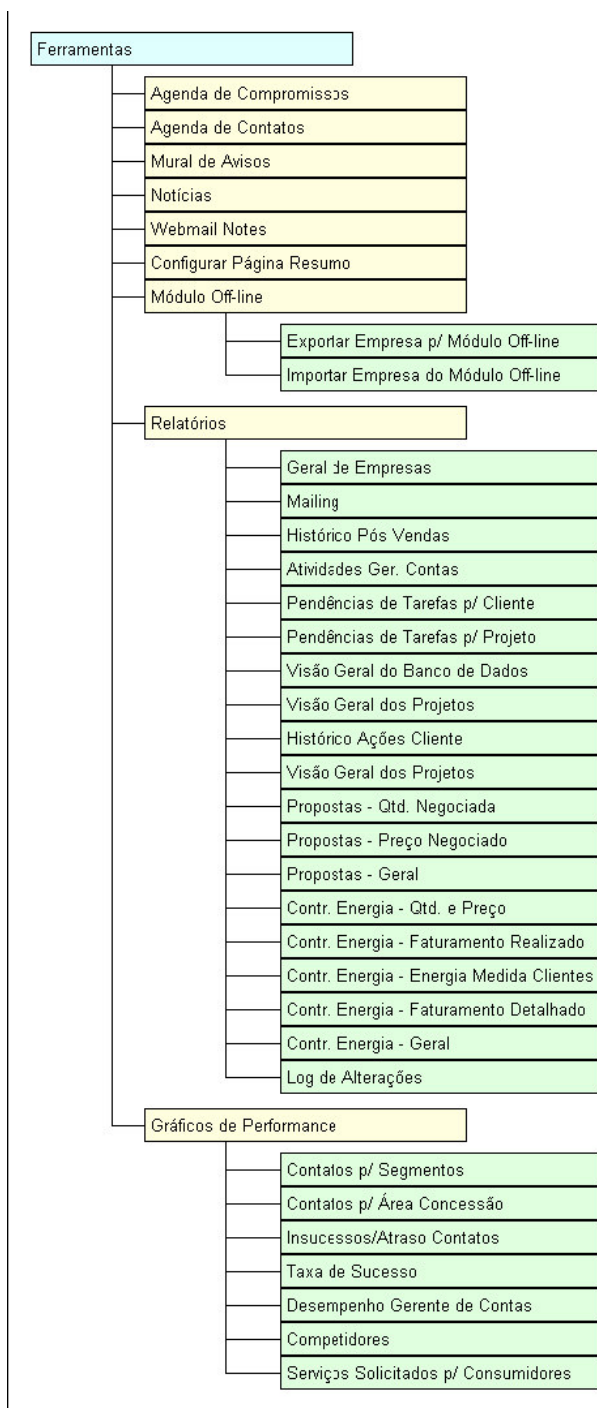 Ferramentas
Agenda de Compromissos
Agenda de Contatos
Mural de Avisos
Notícias
Webmail Notes
Configurar Página Resumo
Módulo Off-line
Exportar Empresa p/ Módulo Off-line
Importar Empresa do Módulo Off-line
Relatórios
Geral de Empresas
Mailing
Histórico Pós Vendas
Atividades Ger. Contas
Pendências de Tarefas p/ Cliente
Pendências de Tarefas p/ Projeto
Visão Geral do Banco de Dados
Visão Geral dos Projetos
Histórico Ações Cliente
Visão Geral dos Projetos
Propostas - Qtd. Negociada
Propostas - Preço Negociado
Propostas - Geral
Contr. Energia - Qtd. e Preço
Contr. Energia - Faturamento Realizado
Contr. Energia - Energia Medida Clientes
Contr. Energia - Faturamento Detalhado
Contr. Energia - Geral
Log de Alterações
Gráficos de Performance
Contatos p/ Segmentos
Contatos p/ Área Concessão
Insucessos/Atraso Contatos
Taxa de Sucesso
Desempenho Gerente de Contas
Competidores
Serviços Solicitados p/ Consumidores